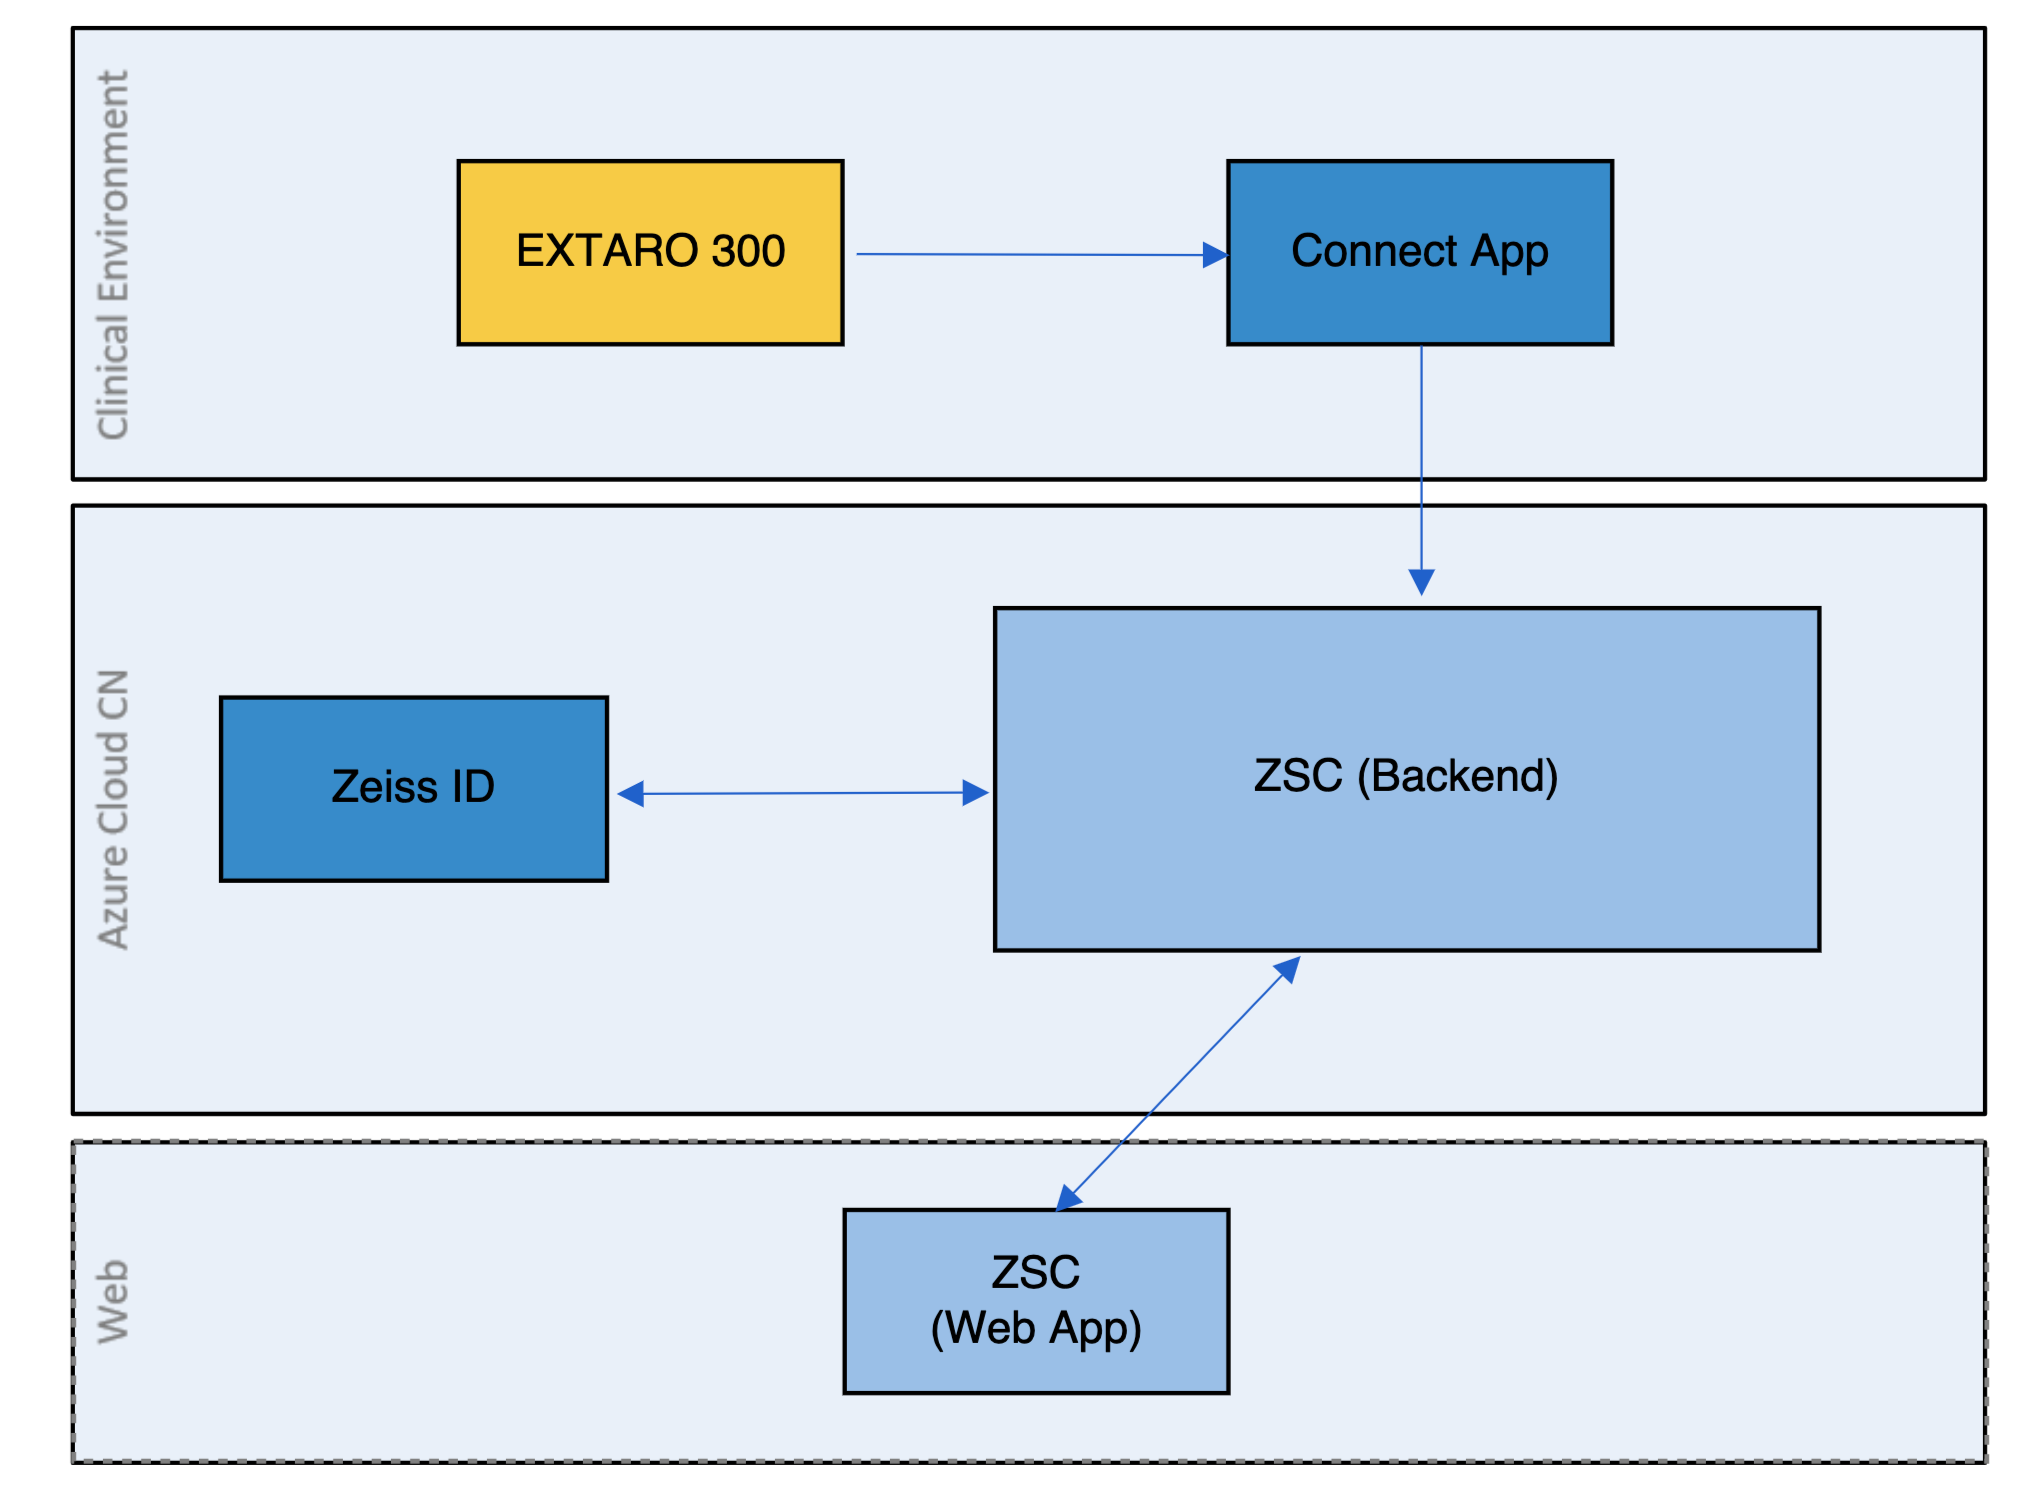 Clinical Environment
EXTARO 300
Connect App
Azure Cloud CN
Zeiss ID
ZSC (Backend)
Web
ZSC
(Web App)